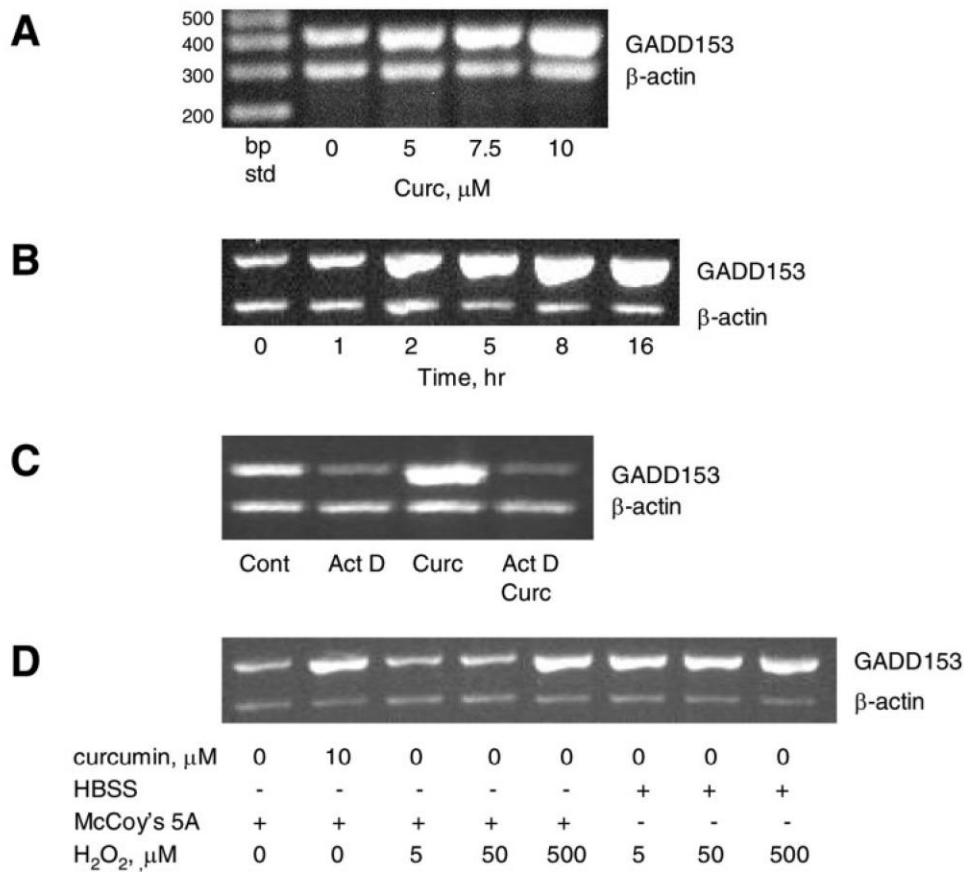 A
500
400
300
200
GADD153
β-actin
bp std 0 5 7.5 10
Curc, μM
B
GADD153
β-actin
0 1 2 5 8 16
Time, hr
C
GADD153
β-actin
Cont Act D Curc Act D Curc
D
GADD153
β-actin
curcumin, μM 0 10 0 0 0 0 0 0
HBSS - - - - - + + +
McCoy's 5A + + + + + - - -
H₂O₂, ,μM 0 0 5 50 500 5 50 500